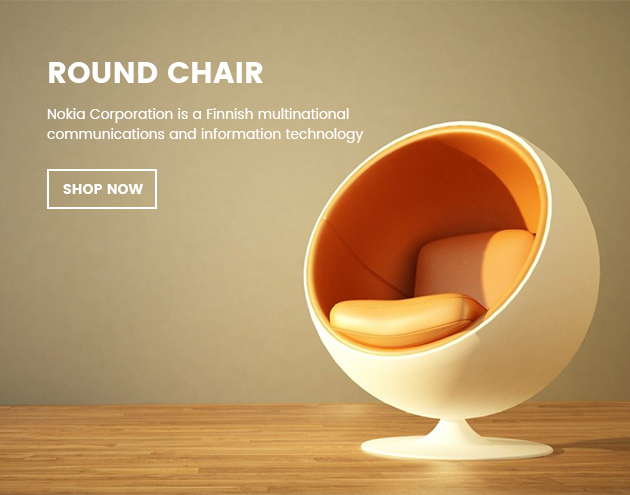 ROUND CHAIR
Nokia Corporation is a Finnish multinational
communications and information technology
SHOP NOW